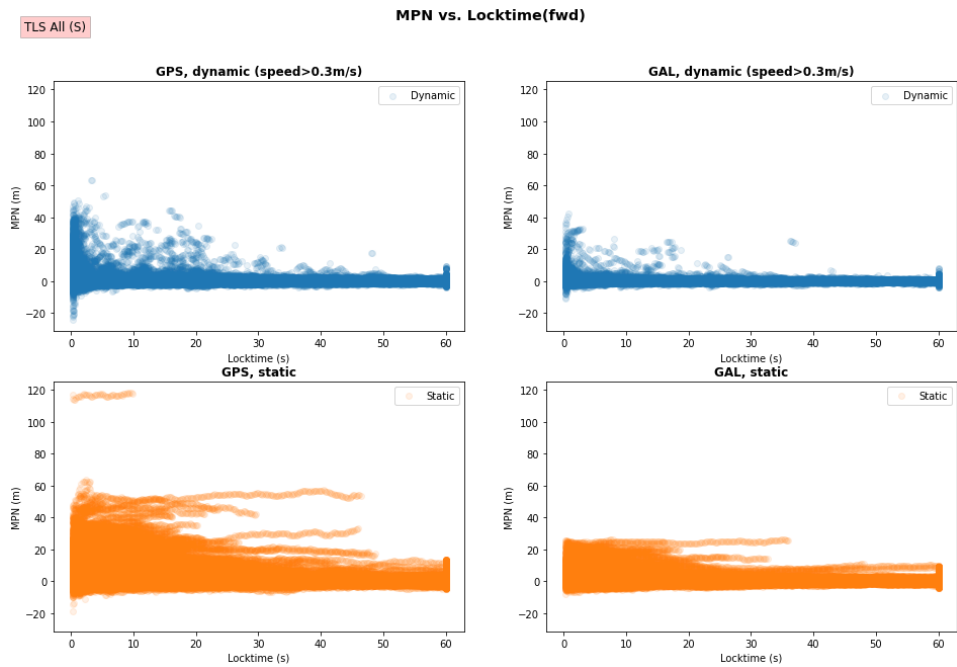 MPN vs. Locktime(fwd)
TLS All (S)
GPS, dynamic (speed>0.3m/s)
120
100
80
60
40
20
0
−20
MPN (m)
Dynamic
0 10 20 30 40 50 60
Locktime (s)
GAL, dynamic (speed>0.3m/s)
120
100
80
60
40
20
0
−20
MPN (m)
Dynamic
0 10 20 30 40 50 60
Locktime (s)
GPS, static
120
100
80
60
40
20
0
−20
MPN (m)
Static
0 10 20 30 40 50 60
Locktime (s)
GAL, static
120
100
80
60
40
20
0
−20
MPN (m)
Static
0 10 20 30 40 50 60
Locktime (s)